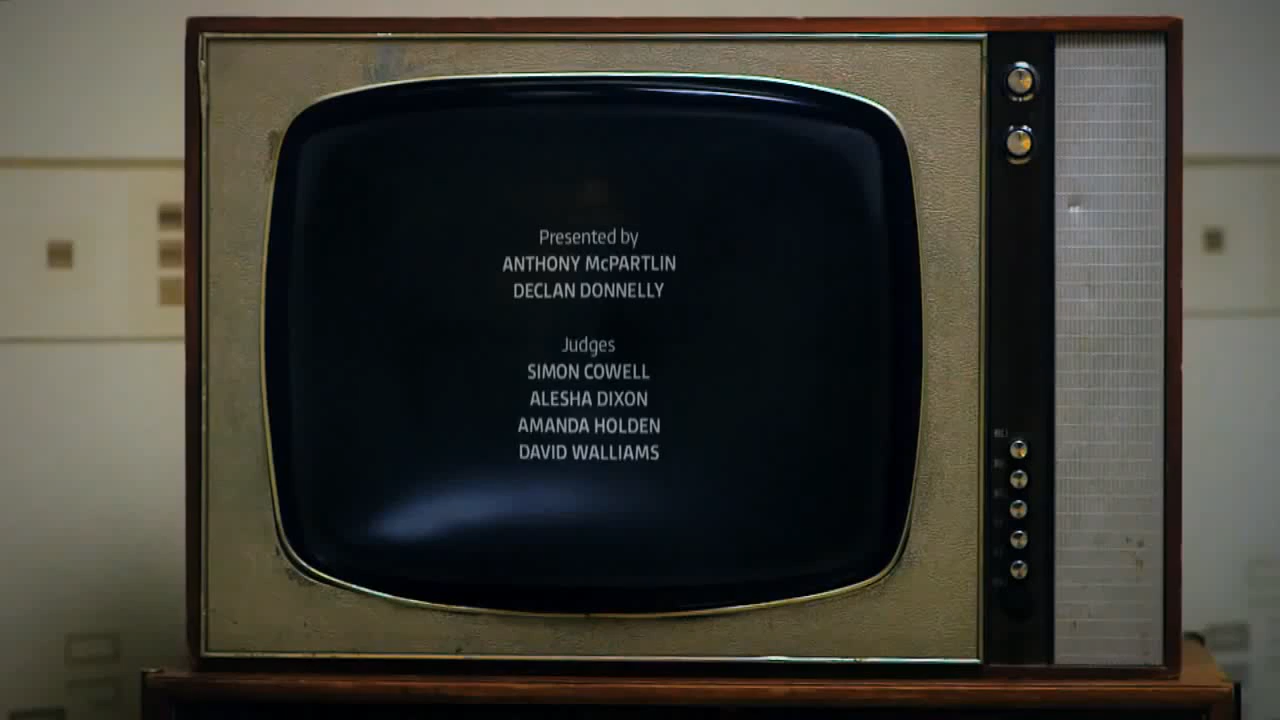 Presented by
ANTHONY McPARTLIN
DECLAN DONNELLY
Judges
SIMON COWELL
ALESHA DIXON
AMANDA HOLDEN
DAVID WALLIAMS